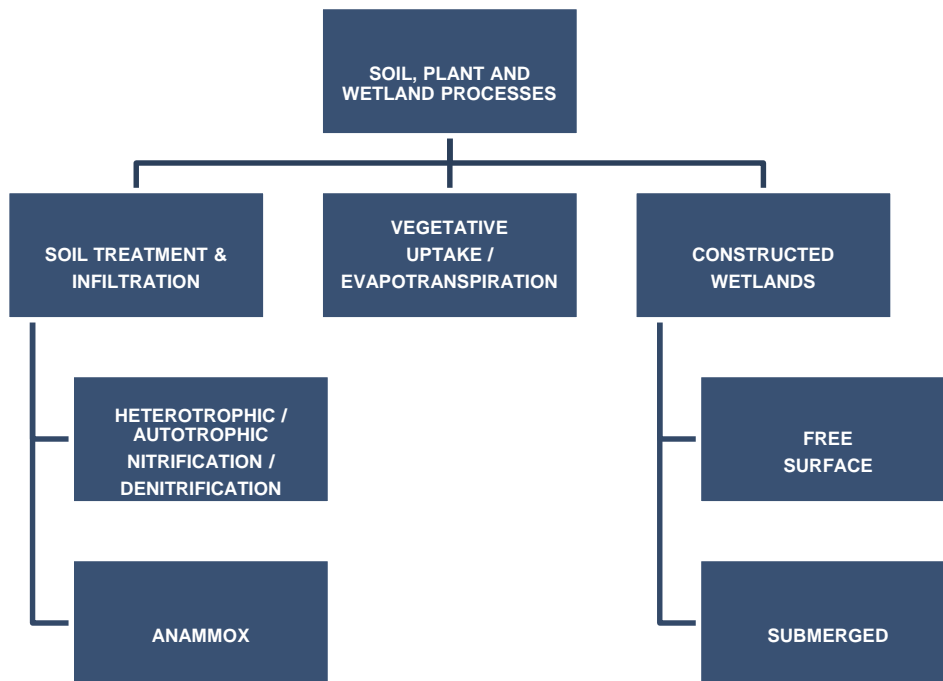 SOIL, PLANT AND
WETLAND PROCESSES
SOIL TREATMENT &
INFILTRATION
VEGETATIVE
UPTAKE /
EVAPOTRANSPIRATION
CONSTRUCTED
WETLANDS
HETEROTROPHIC /
AUTOTROPHIC
NITRIFICATION /
DENITRIFICATION
FREE
SURFACE
ANAMMOX
SUBMERGED